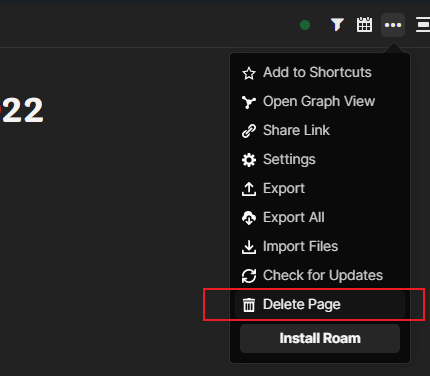 22
Add to Shortcuts
Open Graph View
Share Link
Settings
Export
Export All
Import Files
Check for Updates
Delete Page
Install Roam